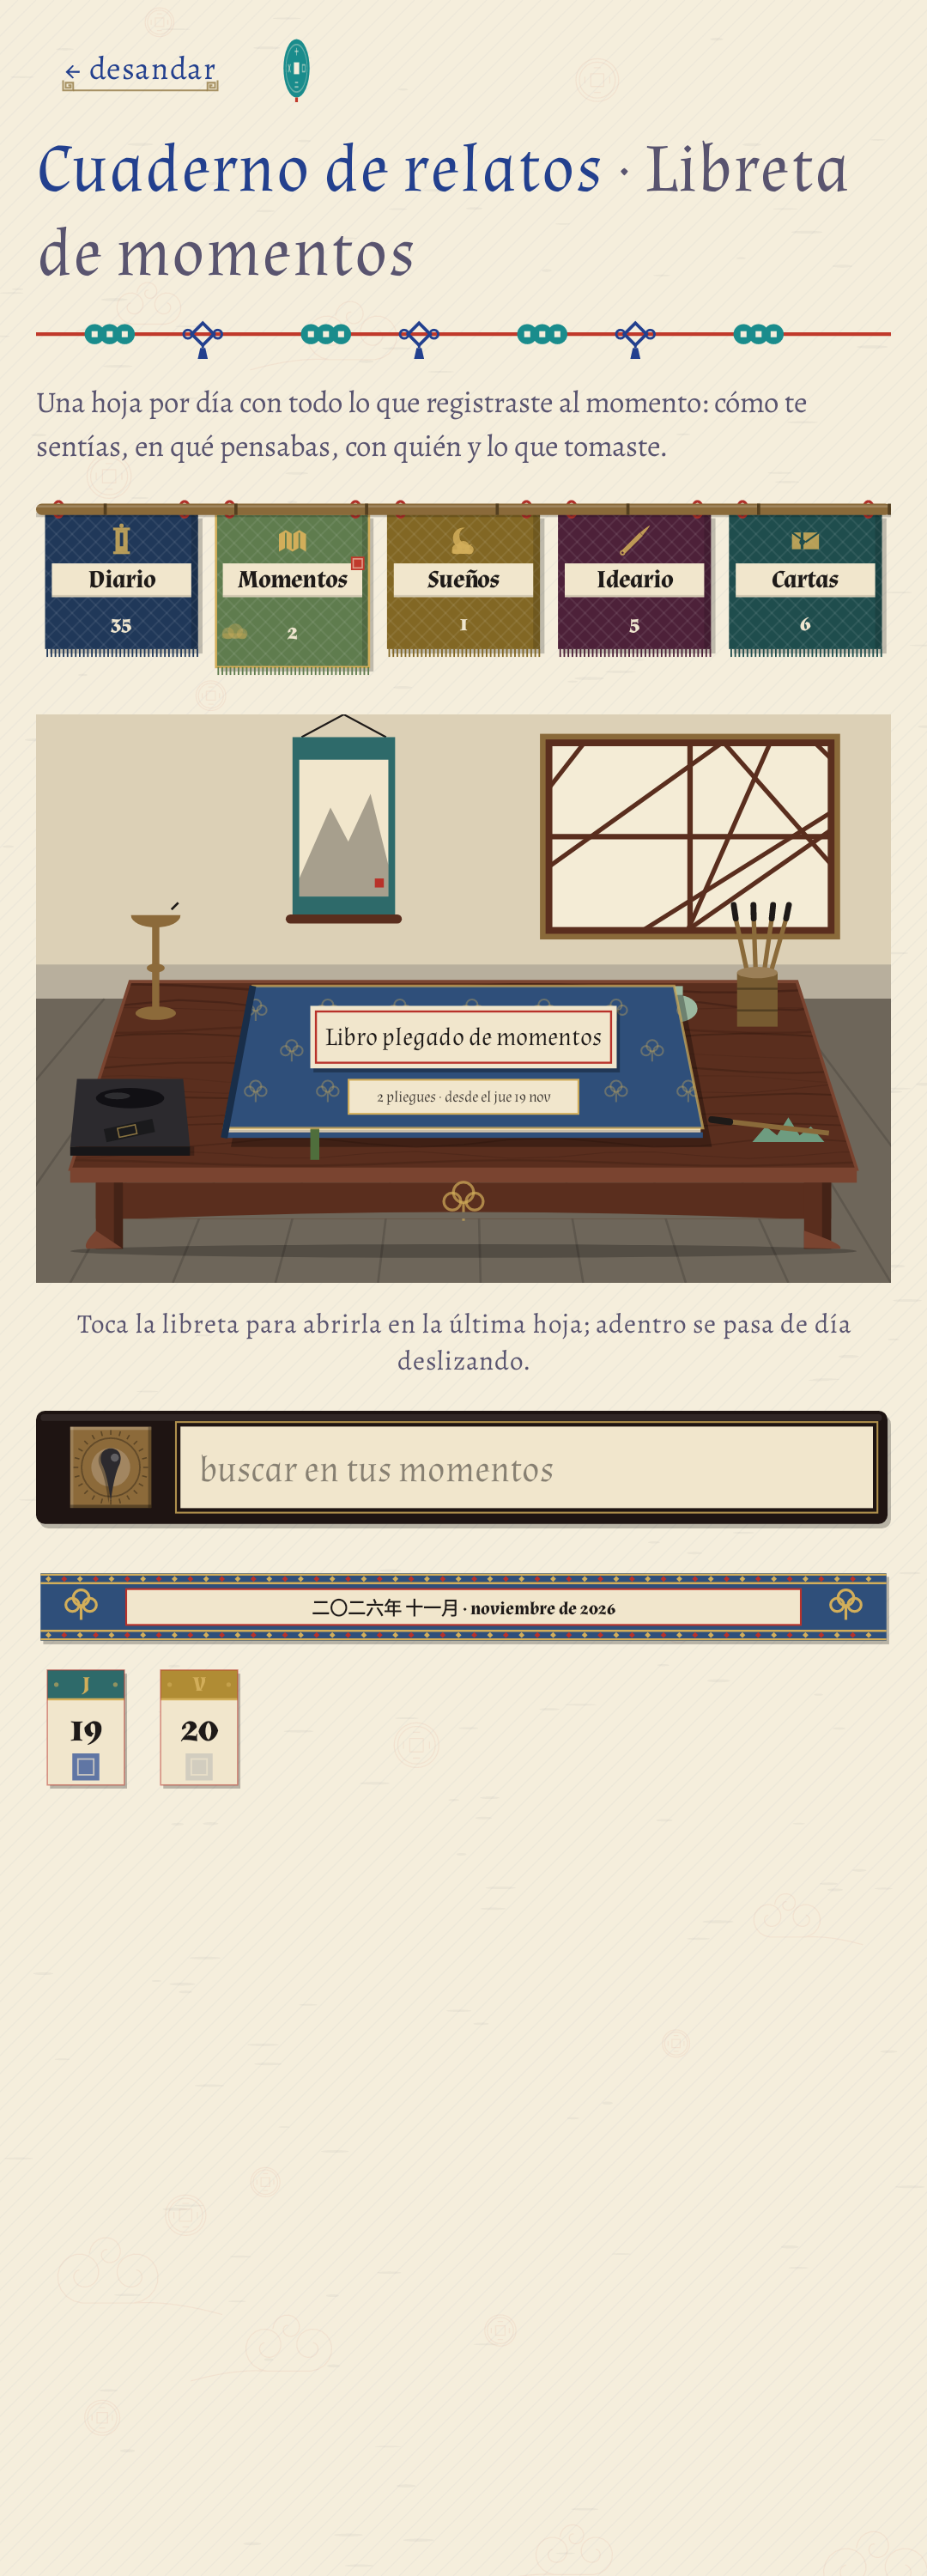 ← desandar
Cuaderno de relatos · Libreta
de momentos
Una hoja por día con todo lo que registraste al momento: cómo te
sentías, en qué pensabas, con quién y lo que tomaste.
Diario
35
Momentos
2
Sueños
1
Ideario
5
Cartas
6
Libro plegado de momentos
2 pliegues · desde el jue 19 nov
Toca la libreta para abrirla en la última hoja; adentro se pasa de día
deslizando.
buscar en tus momentos
二〇二六年 十一月 · noviembre de 2026
J
19
V
20